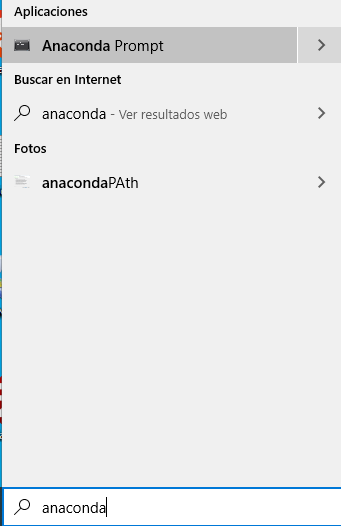 Aplicaciones
Anaconda Prompt
Buscar en Internet
anaconda - Ver resultados web
Fotos
anacondaPAth
anaconda